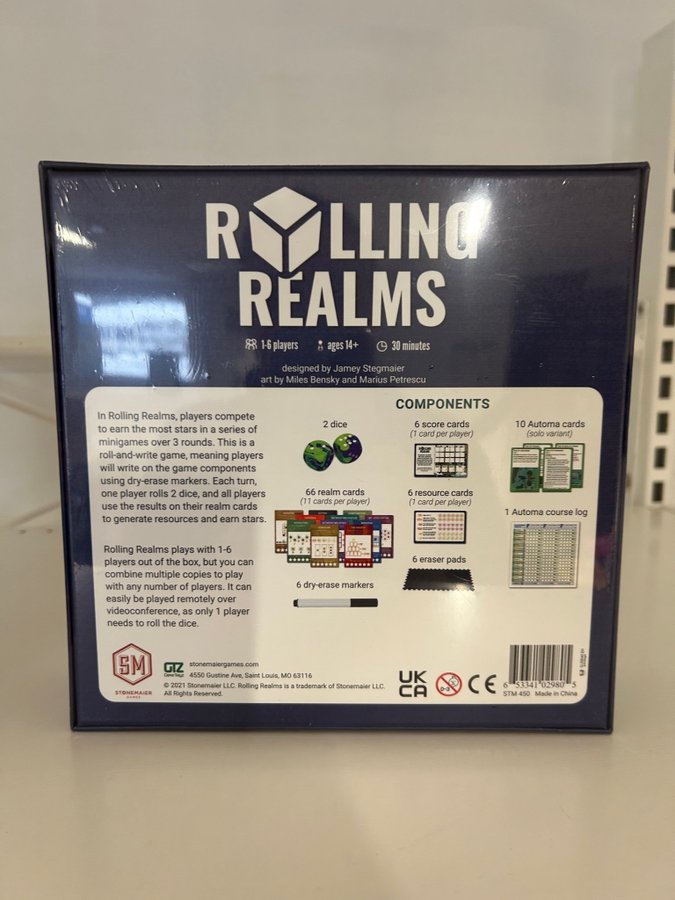 ROLLING
REALMS
1-6 players ages 14+ 30 minutes
designed by Jamey Stegmaier
art by Miles Bensky and Marius Petrescu
In Rolling Realms, players compete
to earn the most stars in a series of
minigames over 3 rounds. This is a
roll-and-write game, meaning players
will write on the game components
using dry-erase markers. Each turn,
one player rolls 2 dice, and all players
use the results on their realm cards
to generate resources and earn stars.
Rolling Realms plays with 1-6
players out of the box, but you can
combine multiple copies to play
with any number of players. It can
easily be played remotely over
videoconference, as only 1 player
needs to roll the dice.
COMPONENTS
2 dice
6 score cards
(1 card per player)
10 Automa cards
(solo variant)
66 realm cards
(11 cards per player)
6 resource cards
(1 card per player)
1 Automa course log
6 eraser pads
6 dry-erase markers
SM
STONEMAIER
GAMES
GTZ
stonemaiergames.com
4550 Gustine Ave, Saint Louis, MO 63116
© 2021 Stonemaier LLC. Rolling Realms is a trademark of Stonemaier LLC.
All Rights Reserved.
UK
CA
0-3
CE
6 53341 02980 5
STM 450 Made in China